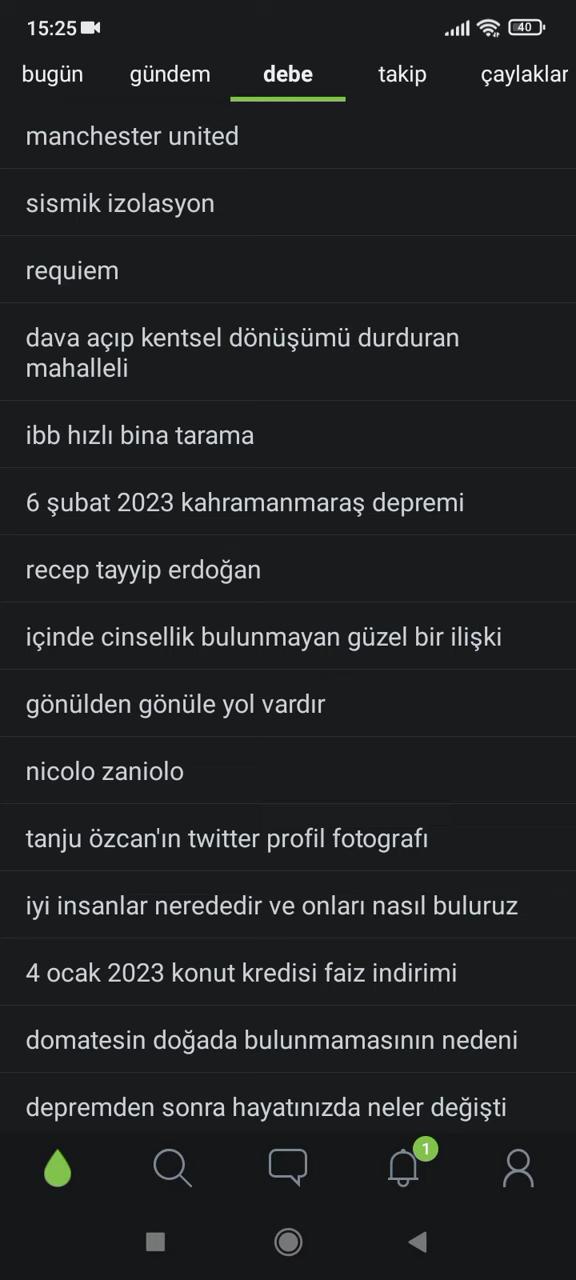 15:25
40
bugün gündem debe takip çaylaklar
manchester united
sismik izolasyon
requiem
dava açıp kentsel dönüşümü durduran
mahalleli
ibb hızlı bina tarama
6 şubat 2023 kahramanmaraş depremi
recep tayyip erdoğan
içinde cinsellik bulunmayan güzel bir ilişki
gönülden gönüle yol vardır
nicolo zaniolo
tanju özcan'ın twitter profil fotografı
iyi insanlar nerededir ve onları nasıl buluruz
4 ocak 2023 konut kredisi faiz indirimi
domatesin doğada bulunmamasının nedeni
depremden sonra hayatınızda neler değişti
1